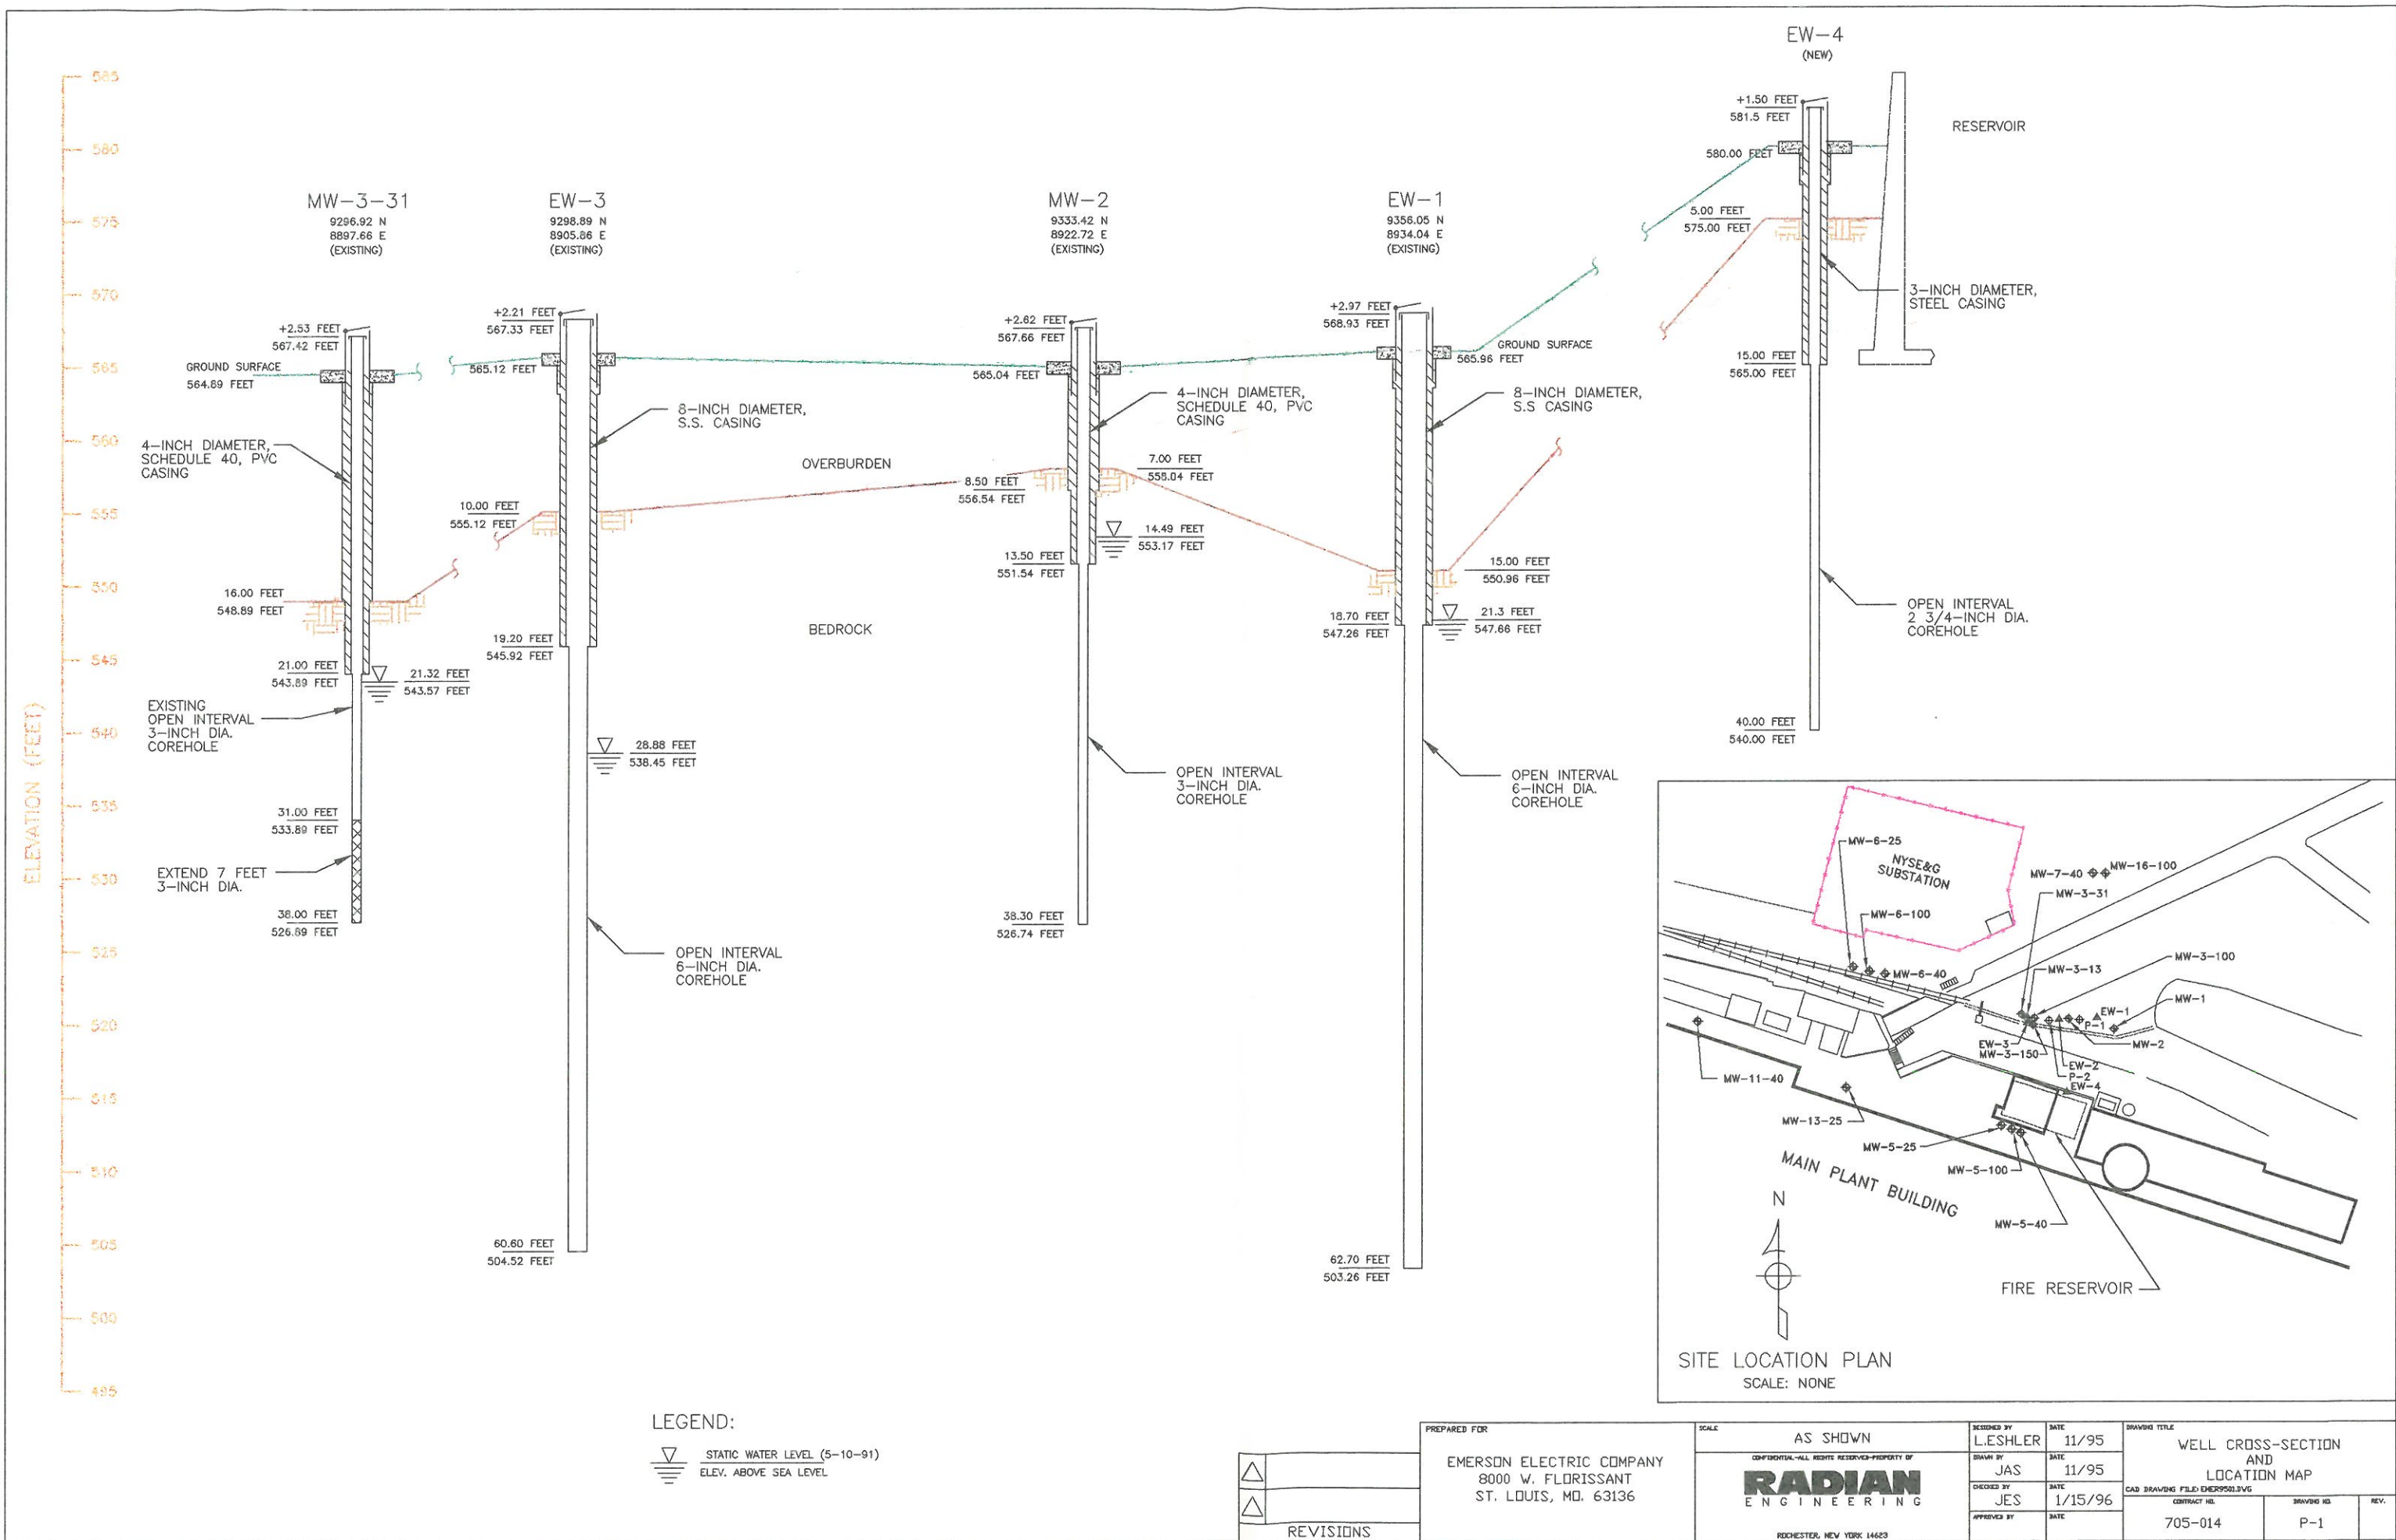 EW-4
(NEW)
585
580
575
570
565
560
555
550
545
540
535
530
525
520
515
510
505
500
495
ELEVATION (FEET)
MW-3-31
9296.92 N
8897.66 E
(EXISTING)
+2.53 FEET
567.42 FEET
GROUND SURFACE
564.89 FEET
4-INCH DIAMETER,
SCHEDULE 40, PVC
CASING
16.00 FEET
548.89 FEET
21.00 FEET
543.89 FEET
21.32 FEET
543.57 FEET
EXISTING
OPEN INTERVAL
3-INCH DIA.
COREHOLE
31.00 FEET
533.89 FEET
EXTEND 7 FEET
3-INCH DIA.
38.00 FEET
526.89 FEET
EW-3
9298.89 N
8905.86 E
(EXISTING)
+2.21 FEET
567.33 FEET
565.12 FEET
8-INCH DIAMETER,
S.S. CASING
10.00 FEET
555.12 FEET
19.20 FEET
545.92 FEET
28.88 FEET
538.45 FEET
OPEN INTERVAL
6-INCH DIA.
COREHOLE
60.60 FEET
504.52 FEET
OVERBURDEN
BEDROCK
MW-2
9333.42 N
8922.72 E
(EXISTING)
+2.62 FEET
567.66 FEET
565.04 FEET
4-INCH DIAMETER,
SCHEDULE 40, PVC
CASING
8.50 FEET
556.54 FEET
7.00 FEET
558.04 FEET
14.49 FEET
553.17 FEET
13.50 FEET
551.54 FEET
OPEN INTERVAL
3-INCH DIA.
COREHOLE
38.30 FEET
526.74 FEET
EW-1
9356.05 N
8934.04 E
(EXISTING)
+2.97 FEET
568.93 FEET
GROUND SURFACE
565.96 FEET
8-INCH DIAMETER,
S.S CASING
15.00 FEET
550.96 FEET
18.70 FEET
547.26 FEET
21.3 FEET
547.66 FEET
OPEN INTERVAL
6-INCH DIA.
COREHOLE
62.70 FEET
503.26 FEET
+1.50 FEET
581.5 FEET
RESERVOIR
580.00 FEET
5.00 FEET
575.00 FEET
3-INCH DIAMETER,
STEEL CASING
15.00 FEET
565.00 FEET
OPEN INTERVAL
2 3/4-INCH DIA.
COREHOLE
40.00 FEET
540.00 FEET
MW-6-25
NYSE&G
SUBSTATION
MW-7-40
MW-16-100
MW-3-31
MW-6-100
MW-3-100
MW-3-13
MW-6-40
MW-1
EW-1
P-1
EW-3
MW-2
MW-3-150
EW-2
P-2
EW-4
MW-11-40
MW-13-25
MW-5-25
MW-5-100
MAIN PLANT BUILDING
MW-5-40
N
FIRE RESERVOIR
SITE LOCATION PLAN
SCALE: NONE
LEGEND:
STATIC WATER LEVEL (5-10-91)
ELEV. ABOVE SEA LEVEL
REVISIONS
PREPARED FOR
EMERSON ELECTRIC COMPANY
8000 W. FLORISSANT
ST. LOUIS, MO. 63136
SCALE
AS SHOWN
CONFIDENTIAL-ALL RIGHTS RESERVED-PROPERTY OF
RADIAN
ENGINEERING
ROCHESTER, NEW YORK 14623
DESIGNED BY
L.ESHLER
DATE
11/95
DRAWN BY
JAS
DATE
11/95
CHECKED BY
JES
DATE
1/15/96
APPROVED BY
DATE
DRAWING TITLE
WELL CROSS-SECTION
AND
LOCATION MAP
CAD DRAWING FILE: EMER9501.DVG
CONTRACT NO.
705-014
DRAWING NO.
P-1
REV.